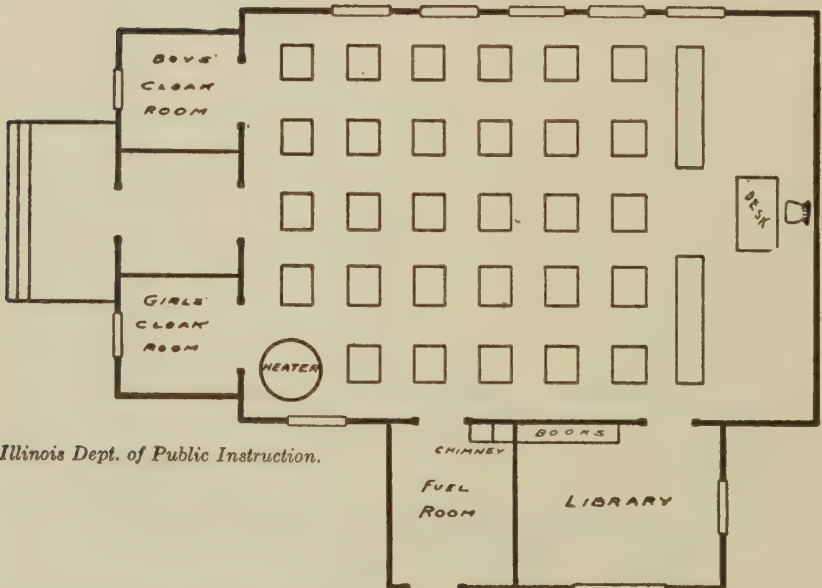 BOYS'
CLOAK
ROOM
DESK
GIRLS'
CLOAK
ROOM
HEATER
Illinois Dept. of Public Instruction.
BOOKS
CHIMNEY
FUEL
ROOM
LIBRARY